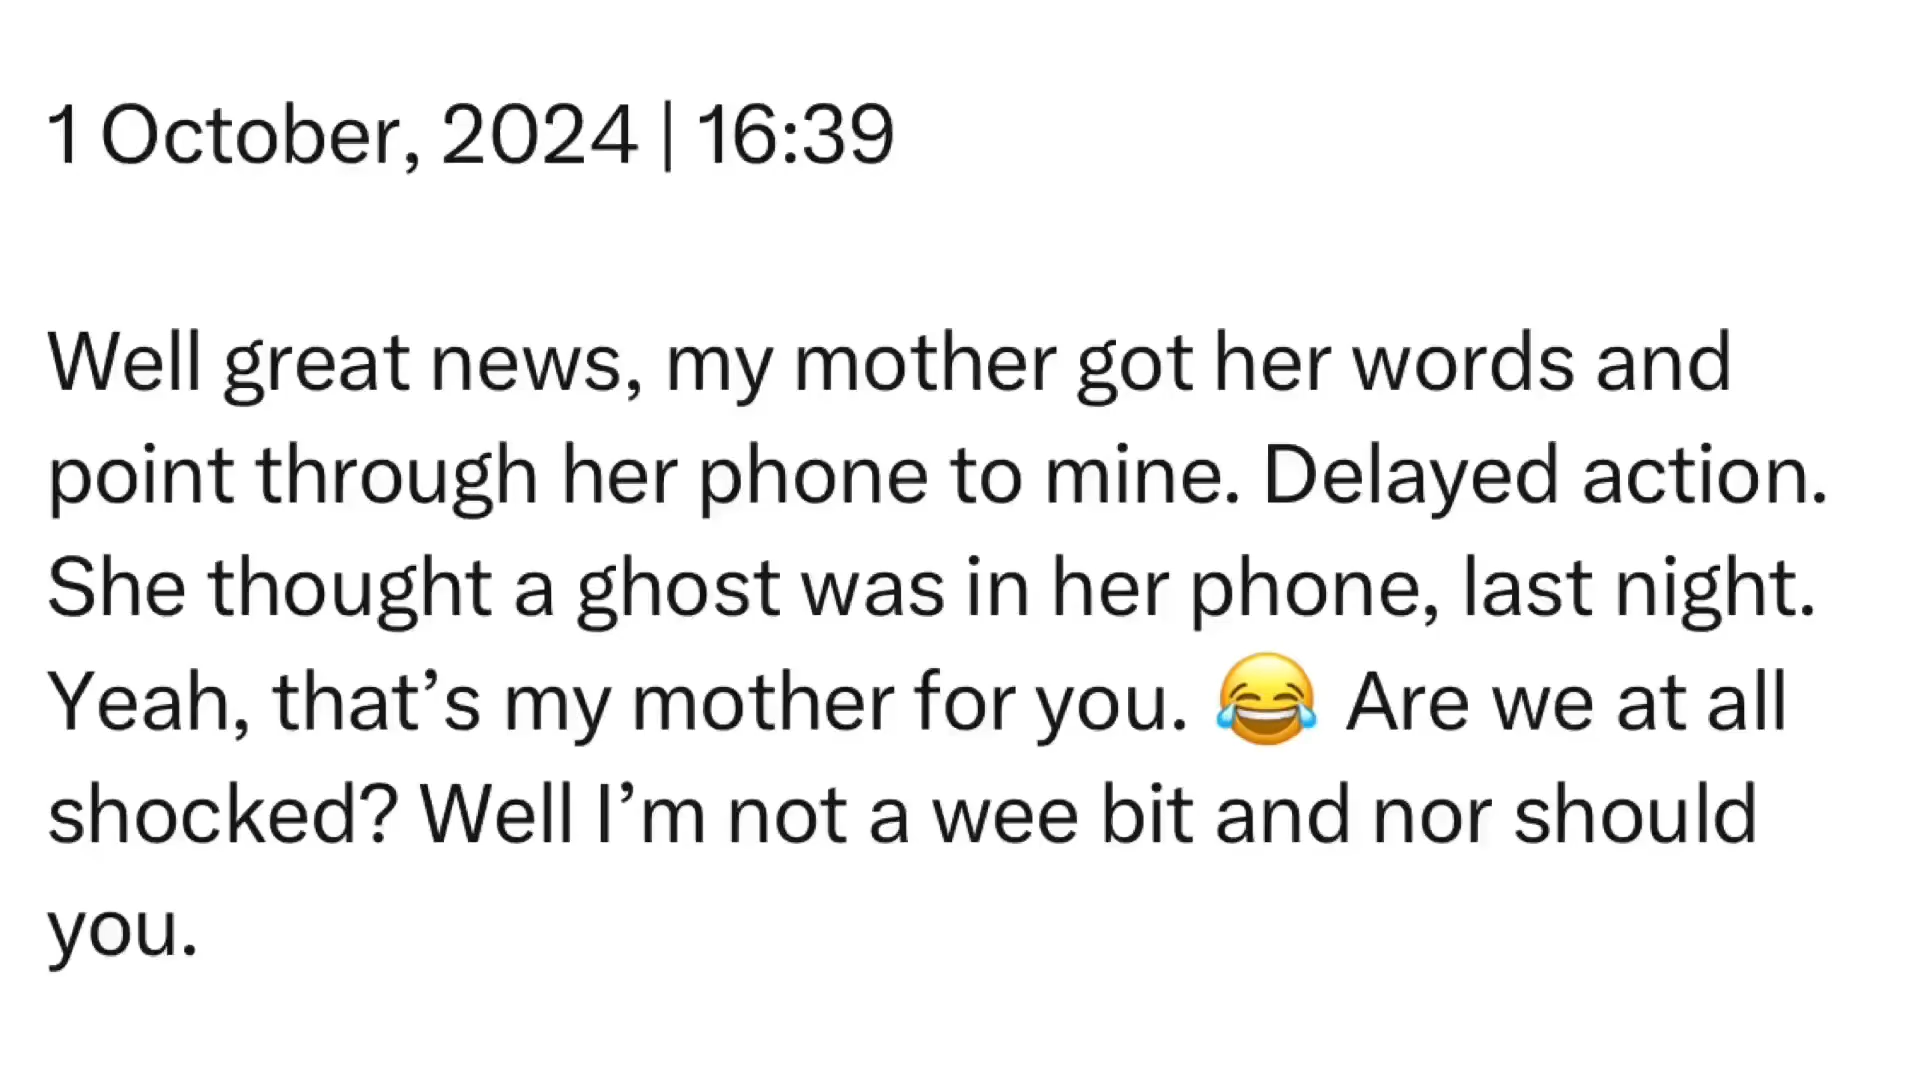 1 October, 2024 | 16:39
Well great news, my mother got her words and
point through her phone to mine. Delayed action.
She thought a ghost was in her phone, last night.
Yeah, that’s my mother for you. 😂 Are we at all
shocked? Well I’m not a wee bit and nor should
you.